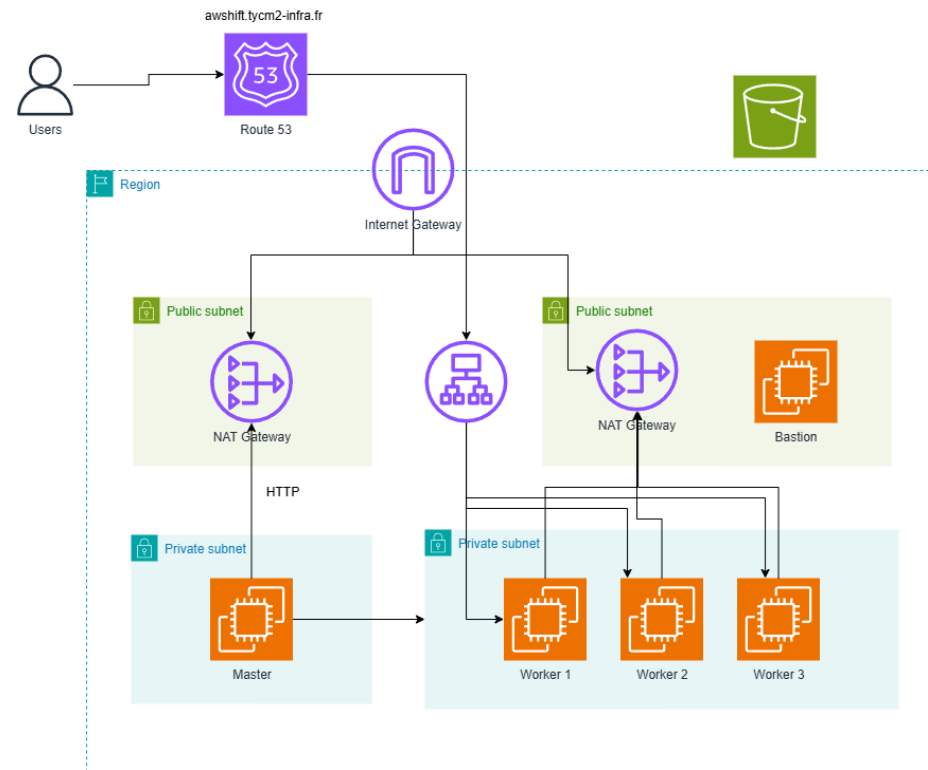 awshift.tycm2-infra.fr
53
Users
Route 53
Region
Internet Gateway
Public subnet
Public subnet
NAT Gateway
NAT Gateway
Bastion
HTTP
Private subnet
Private subnet
Master
Worker 1
Worker 2
Worker 3